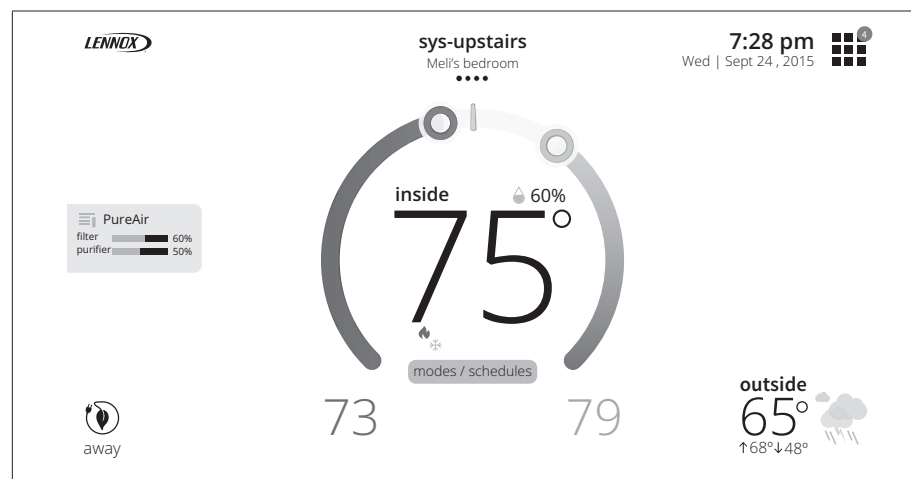 LENNOX
sys-upstairs
Meli's bedroom
7:28 pm
Wed | Sept 24 , 2015
4
PureAir
filter 60%
purifier 50%
inside 60%
75°
modes / schedules
73
79
away
outside
65°
↑68°↓48°